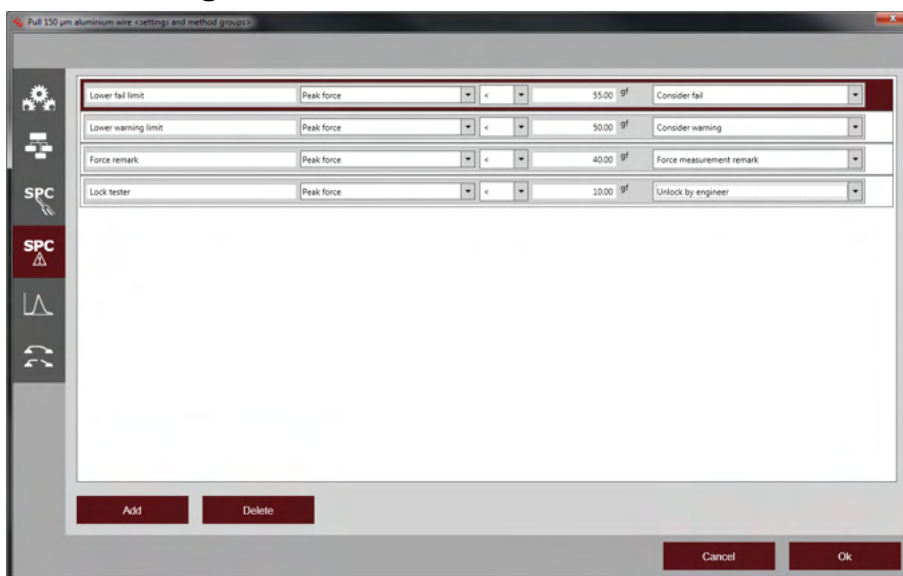 Pull 150 µm aluminium wire <settings and method groups>
Lower fail limit Peak force < 55.00 gf Consider fail
Lower warning limit Peak force < 50.00 gf Consider warning
Force remark Peak force < 40.00 gf Force measurement remark
Lock tester Peak force < 10.00 gf Unlock by engineer
SPC
SPC
Add Delete
Cancel Ok